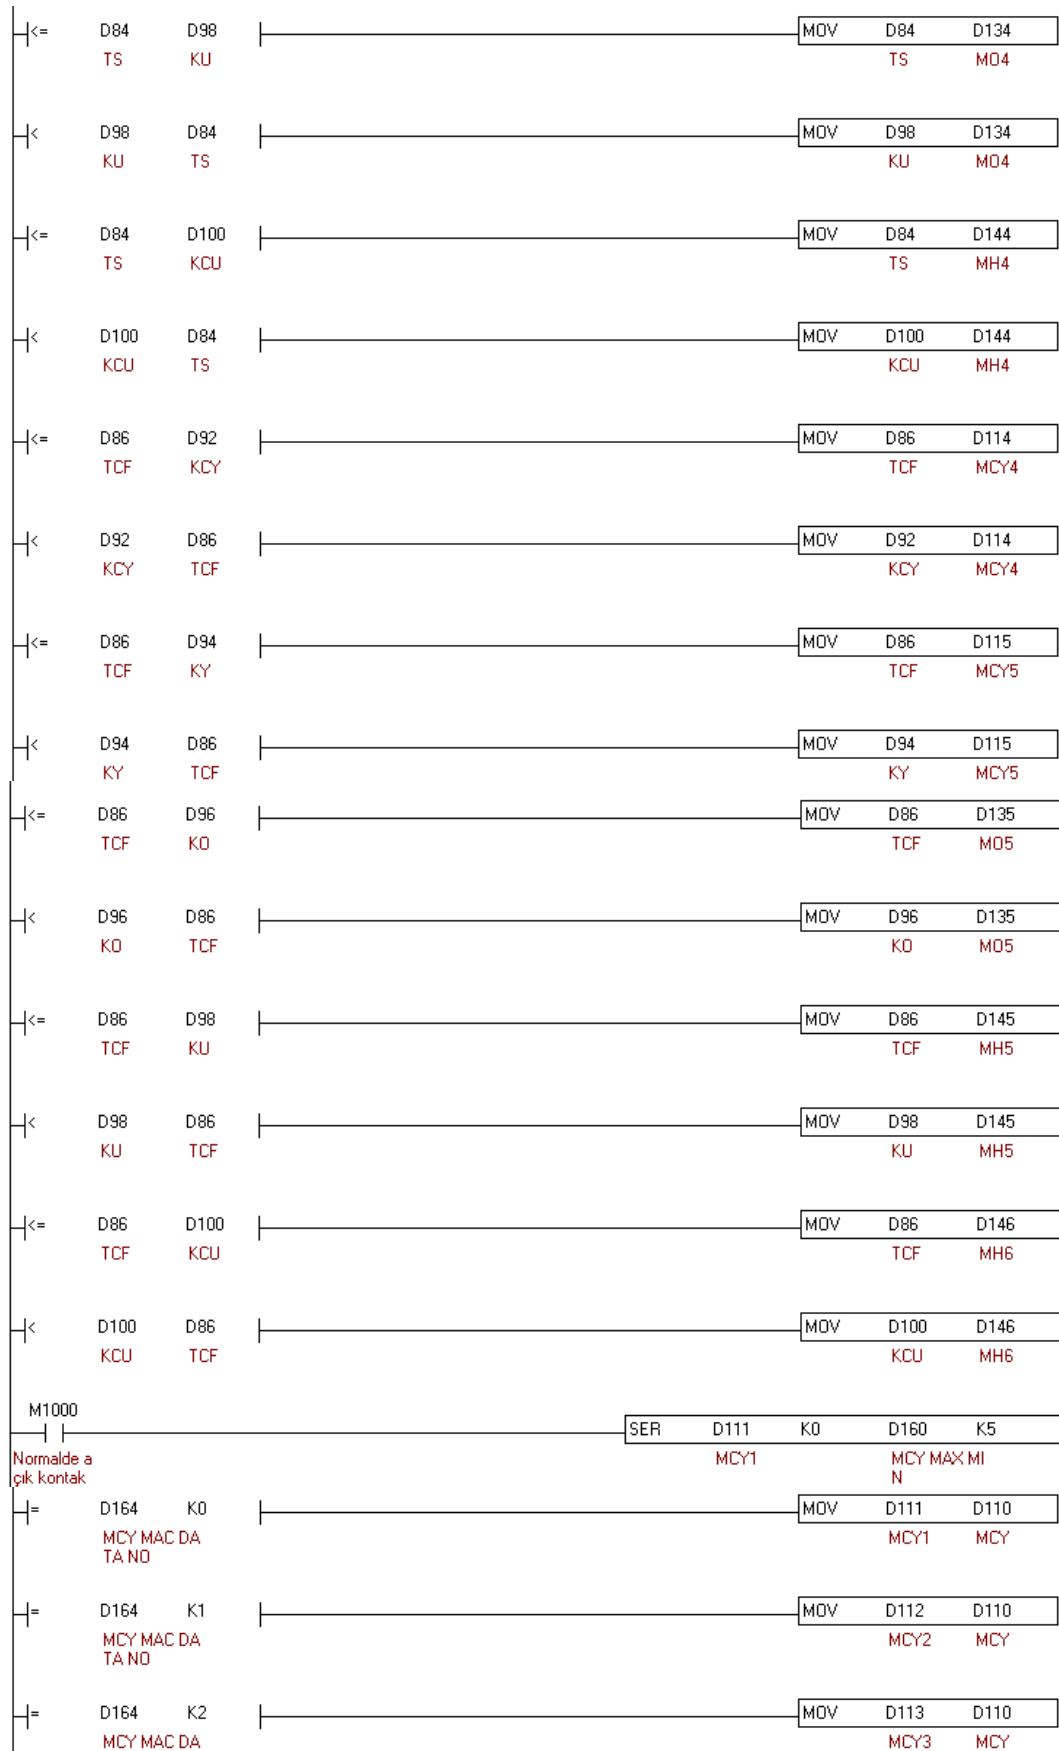 <= D84 D98 MOV D84 D134
TS KU TS MO4
< D98 D84 MOV D98 D134
KU TS KU MO4
<= D84 D100 MOV D84 D144
TS KCU TS MH4
< D100 D84 MOV D100 D144
KCU TS KCU MH4
<= D86 D92 MOV D86 D114
TCF KCY TCF MCY4
< D92 D86 MOV D92 D114
KCY TCF KCY MCY4
<= D86 D94 MOV D86 D115
TCF KY TCF MCY5
< D94 D86 MOV D94 D115
KY TCF KY MCY5
<= D86 D96 MOV D86 D135
TCF KO TCF MO5
< D96 D86 MOV D96 D135
KO TCF KO MO5
<= D86 D98 MOV D86 D145
TCF KU TCF MH5
< D98 D86 MOV D98 D145
KU TCF KU MH5
<= D86 D100 MOV D86 D146
TCF KCU TCF MH6
< D100 D86 MOV D100 D146
KCU TCF KCU MH6
M1000
SER D111 K0 D160 K5
Normalde a MCY1 MCY MAX MI
çık kontak N
= D164 K0 MOV D111 D110
MCY MAC DA MCY1 MCY
TA NO
= D164 K1 MOV D112 D110
MCY MAC DA MCY2 MCY
TA NO
= D164 K2 MOV D113 D110
MCY MAC DA MCY3 MCY